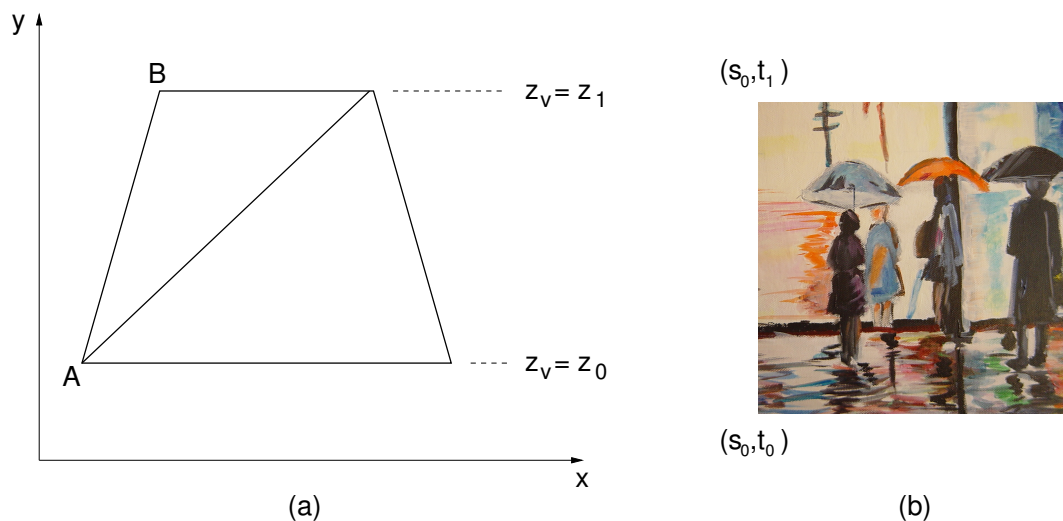 y
B
A
z_v = z_1
z_v = z_0
x
(a)
(s_0,t_1)
(s_0,t_0)
(b)